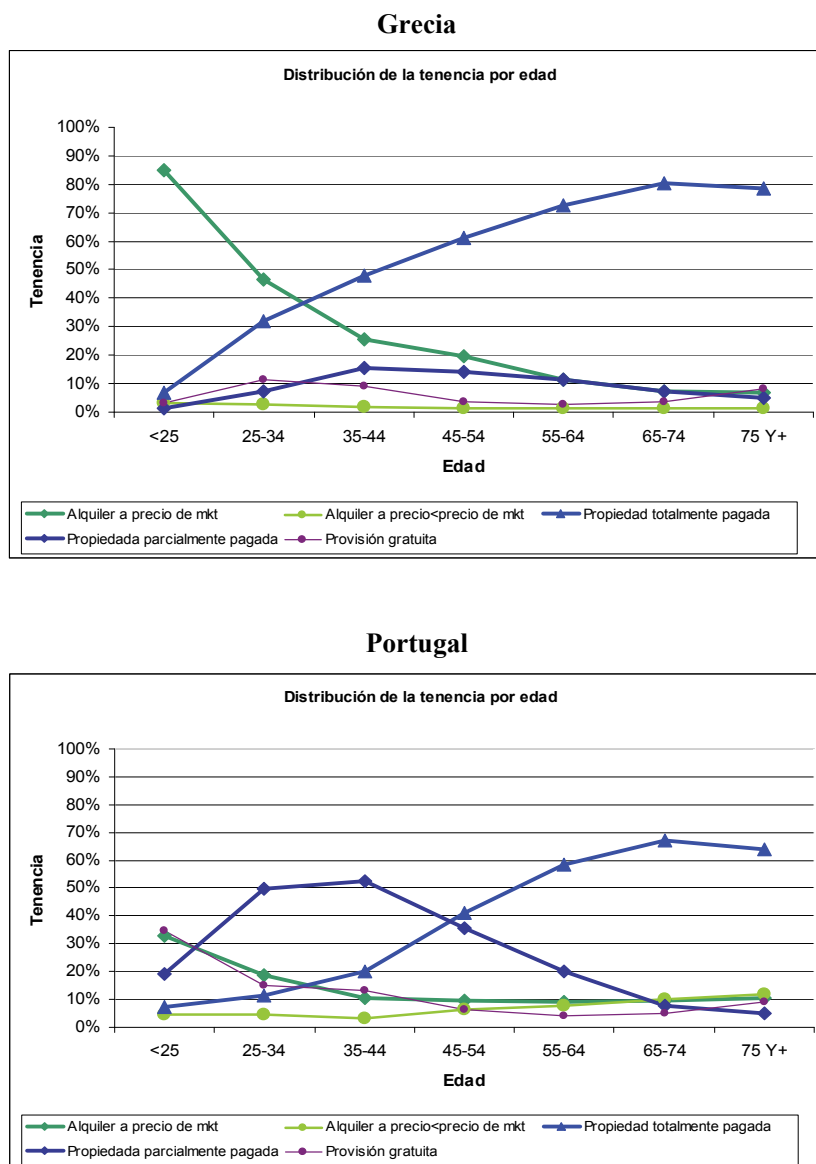 Grecia
Distribución de la tenencia por edad
100%
90%
80%
70%
60%
50%
40%
30%
20%
10%
0%
Tenencia
<25 25-34 35-44 45-54 55-64 65-74 75 Y+
Edad
Alquiler a precio de mkt Alquiler a precio<precio de mkt Propiedad totalmente pagada
Propiedada parcialmente pagada Provisión gratuita
Portugal
Distribución de la tenencia por edad
100%
90%
80%
70%
60%
50%
40%
30%
20%
10%
0%
Tenencia
<25 25-34 35-44 45-54 55-64 65-74 75 Y+
Edad
Alquiler a precio de mkt Alquiler a precio<precio de mkt Propiedad totalmente pagada
Propiedada parcialmente pagada Provisión gratuita